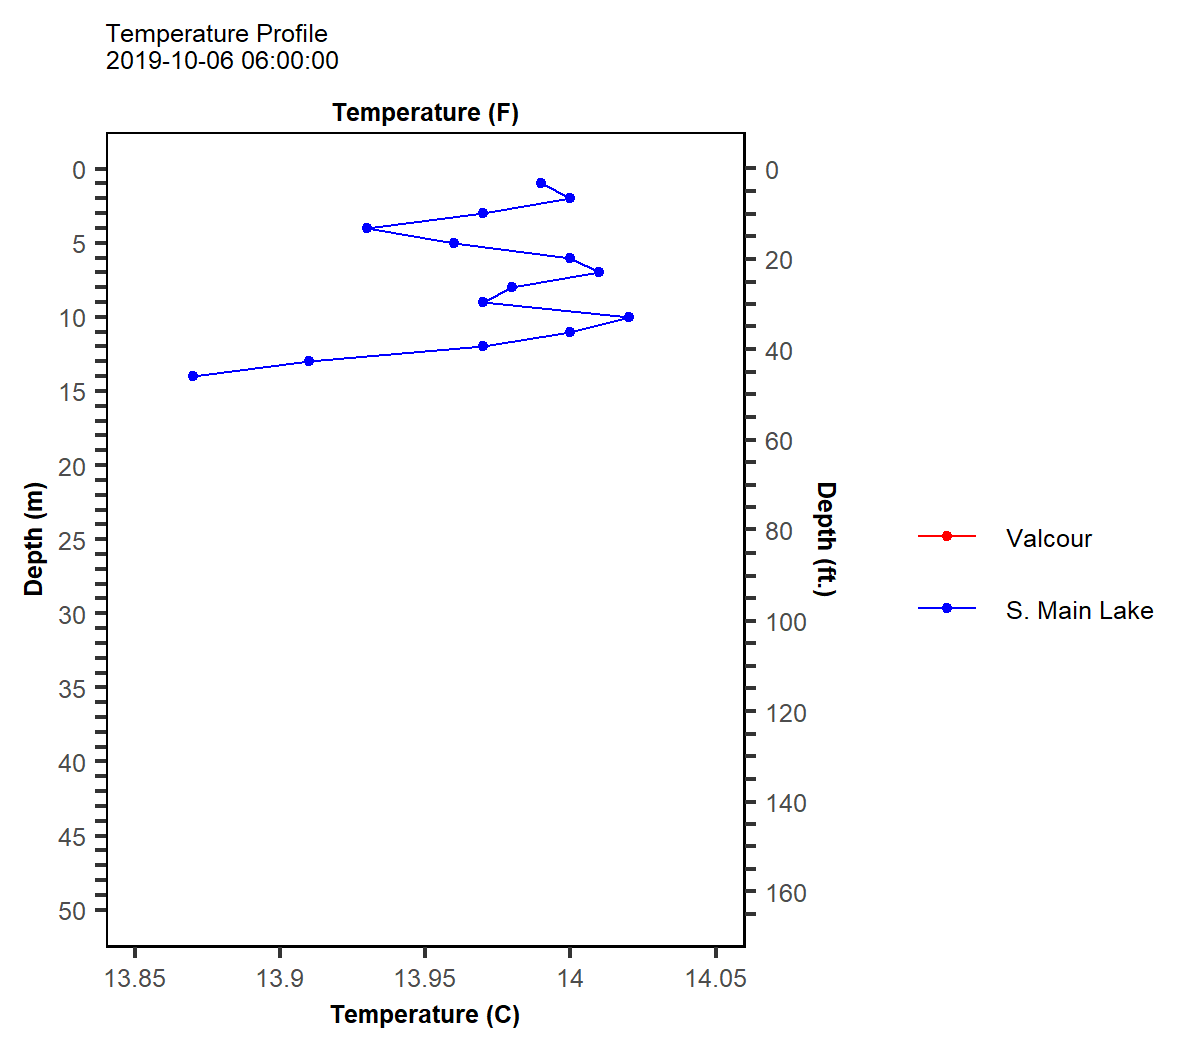 Temperature Profile
2019-10-06 06:00:00
Temperature (F)
0
5
10
15
20
25
30
35
40
45
50
Depth (m)
0
20
40
60
80
100
120
140
160
Depth (ft.)
Valcour
S. Main Lake
13.85 13.9 13.95 14 14.05
Temperature (C)